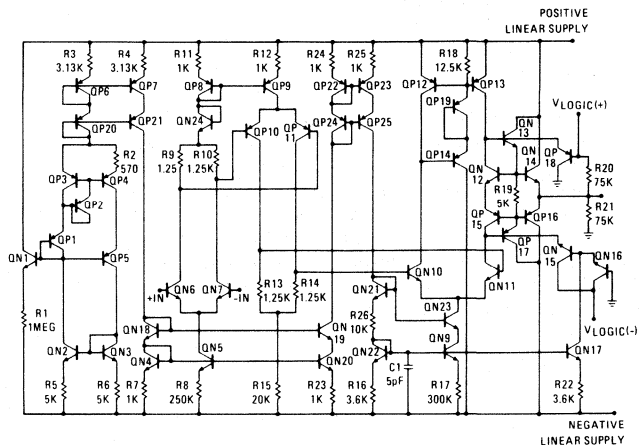 POSITIVE
LINEAR SUPPLY
R3
3.13K
R4
3.13K
R11
1K
R12
1K
R24
1K
R25
1K
R18
12.5K
QP6
QP7
QP8
QP9
QP22
QP23
QP12
QP13
QP19
QP20
QP21
QN24
QP24
QP25
QN
13
VLOGIC(+)
QP10
QP
11
QP14
QN
14
QP
18
R20
75K
R2
570
R9
1.25
R10
1.25K
QN
12
R19
5K
QP3
QP4
QP2
QP
15
QP16
R21
75K
QP1
QP
17
QN1
QP5
QN
15
QN16
+IN
QN6
QN7
-IN
R13
1.25K
R14
1.25K
QN10
QN11
QN21
R1
1MEG
QN18
QN
19
R26
10K
QN23
VLOGIC(-)
QN2
QN3
QN4
QN5
QN20
QN22
QN9
QN17
C1
5pF
R5
5K
R6
5K
R7
1K
R8
250K
R15
20K
R23
1K
R16
3.6K
R17
300K
R22
3.6K
NEGATIVE
LINEAR SUPPLY